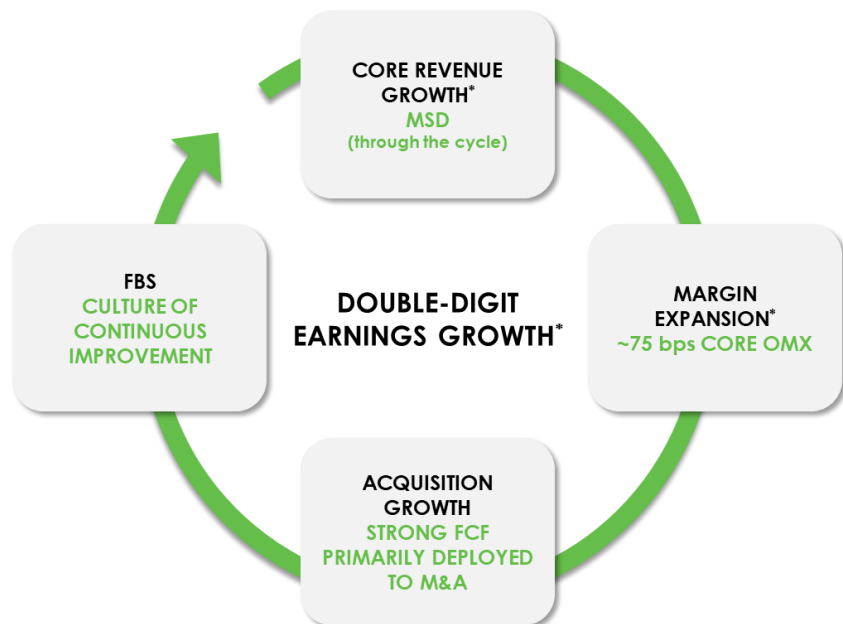 CORE REVENUE
GROWTH*
MSD
(through the cycle)
MARGIN
EXPANSION*
~75 bps CORE OMX
ACQUISITION
GROWTH
STRONG FCF
PRIMARILY DEPLOYED
TO M&A
FBS
CULTURE OF
CONTINUOUS
IMPROVEMENT
DOUBLE-DIGIT
EARNINGS GROWTH*